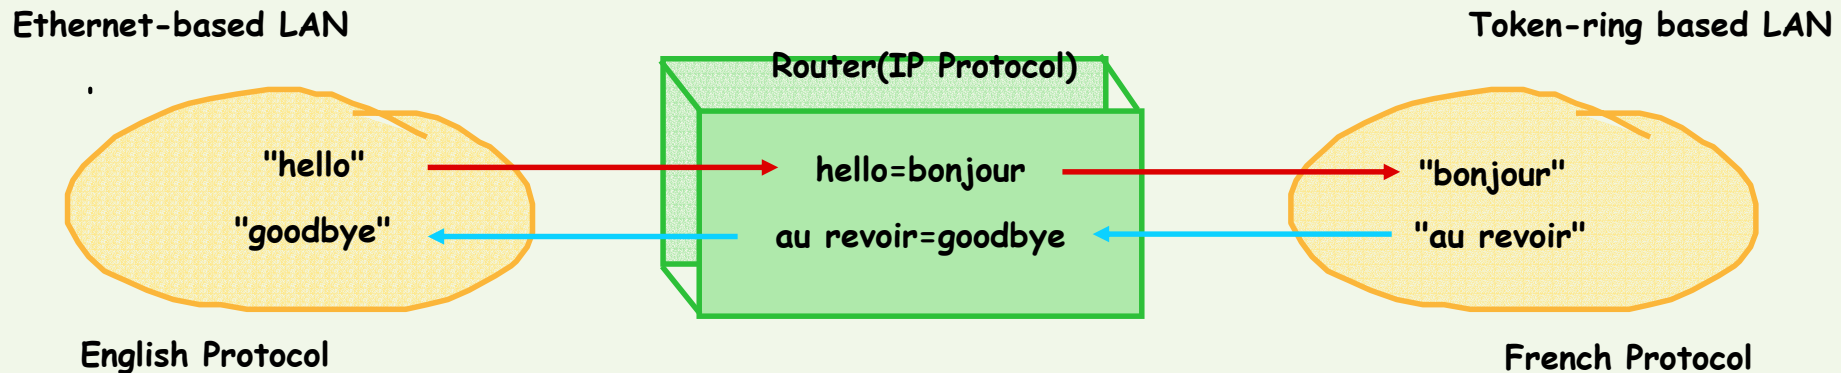 Ethernet-based LAN
Token-ring based LAN
Router(IP Protocol)
"hello"
hello=bonjour
"bonjour"
"goodbye"
au revoir=goodbye
"au revoir"
English Protocol
French Protocol